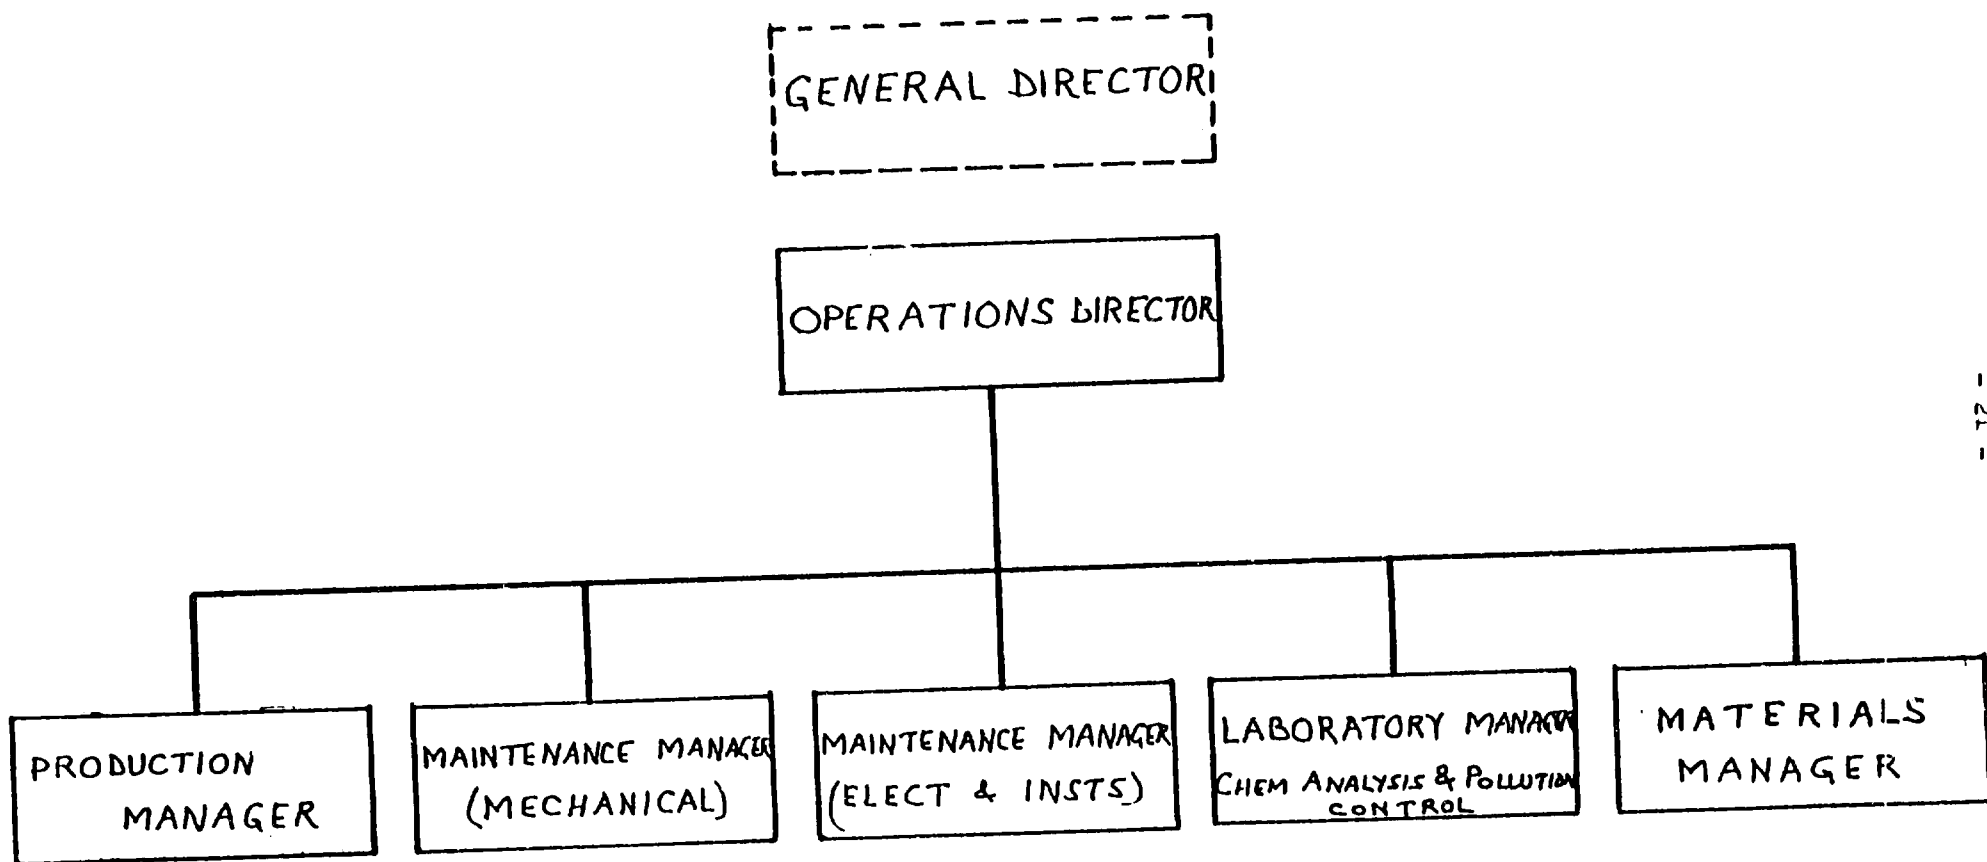 GENERAL DIRECTOR
OPERATIONS DIRECTOR
PRODUCTION
MANAGER
MAINTENANCE MANAGER
(MECHANICAL)
MAINTENANCE MANAGER
(ELECT & INSTS)
LABORATORY MANAGER
CHEM ANALYSIS & POLLUTION
CONTROL
MATERIALS
MANAGER